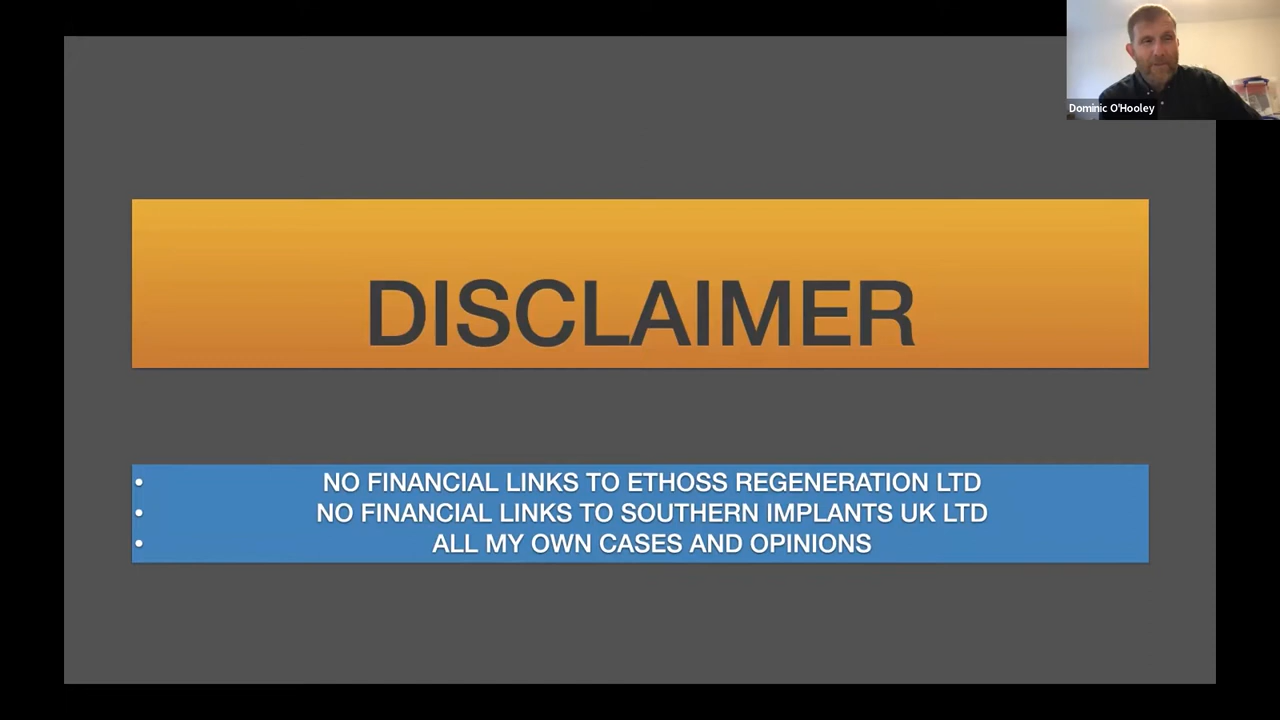 Dominic O'Hooley
DISCLAIMER
• NO FINANCIAL LINKS TO ETHOSS REGENERATION LTD
• NO FINANCIAL LINKS TO SOUTHERN IMPLANTS UK LTD
• ALL MY OWN CASES AND OPINIONS